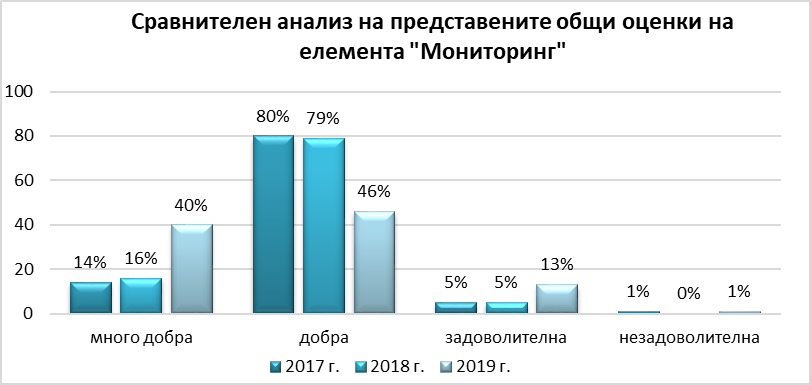 Сравнителен анализ на представените общи оценки на
елемента "Мониторинг"
100
80
60
40
20
0
14%
16%
40%
80%
79%
46%
5%
5%
13%
1%
0%
1%
много добра
добра
задоволителна
незадоволителна
2017 г.
2018 г.
2019 г.